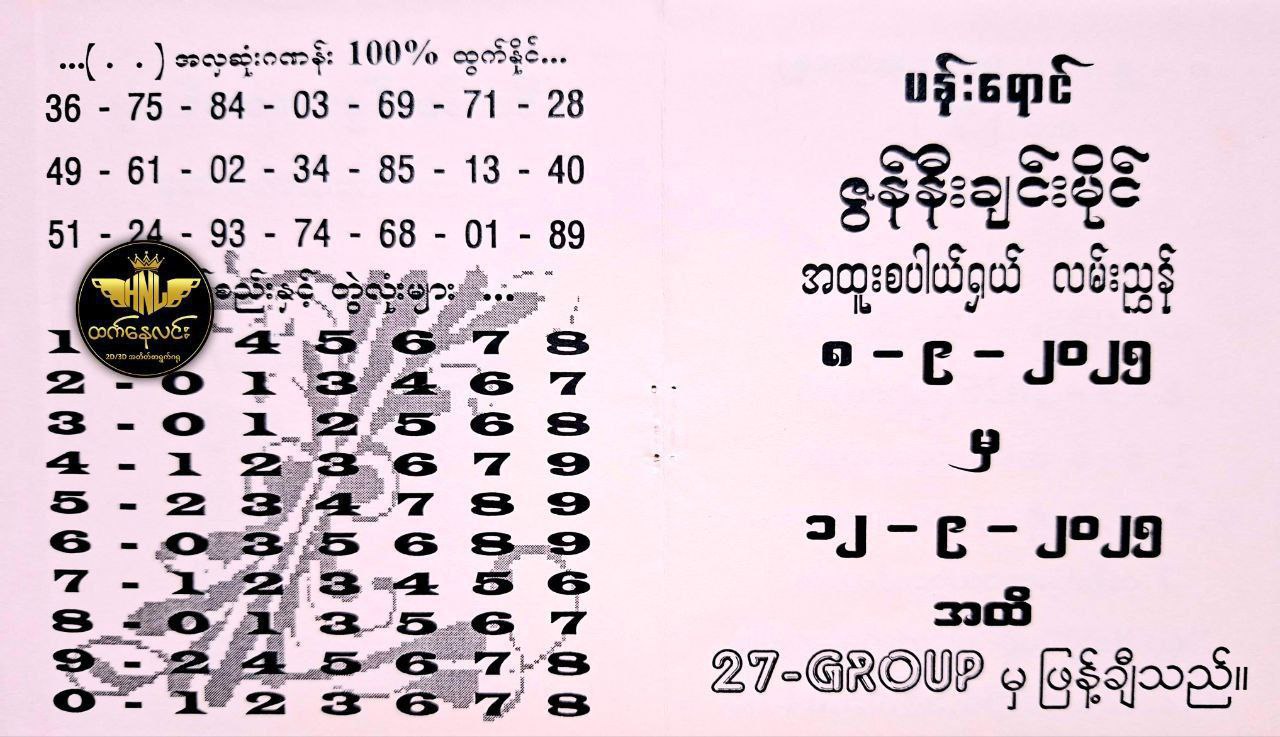 ...( . . ) အလှဆုံးဂဏန်း 100% ထွက်နိုင်...
36 - 75 - 84 - 03 - 69 - 71 - 28
49 - 61 - 02 - 34 - 85 - 13 - 40
51 - 24 - 93 - 74 - 68 - 01 - 89
စည်းနှင့် တွဲလုံးများ ...
HNL
ထက်နေလင်း
2D/3D အတိတ်တရွက်ဂရု
1 4 5 6 7 8
2 - 0 1 3 4 6 7
3 - 0 1 2 5 6 8
4 - 1 2 3 6 7 9
5 - 2 3 4 7 8 9
6 - 0 3 5 6 8 9
7 - 1 2 3 4 5 6
8 - 0 1 3 5 6 7
9 - 2 4 5 6 7 8
0 - 1 2 3 6 7 8
ပန်းရောင်
ဇွန်နီးချင်းမိုင်
အထူးစပါယ်ရှယ် လမ်းညွှန်
၈ – ၉ – ၂၀၂၅
မှ
၁၂ – ၉ – ၂၀၂၅
အထိ
27-GROUP မှ ဖြန့်ချီသည်။